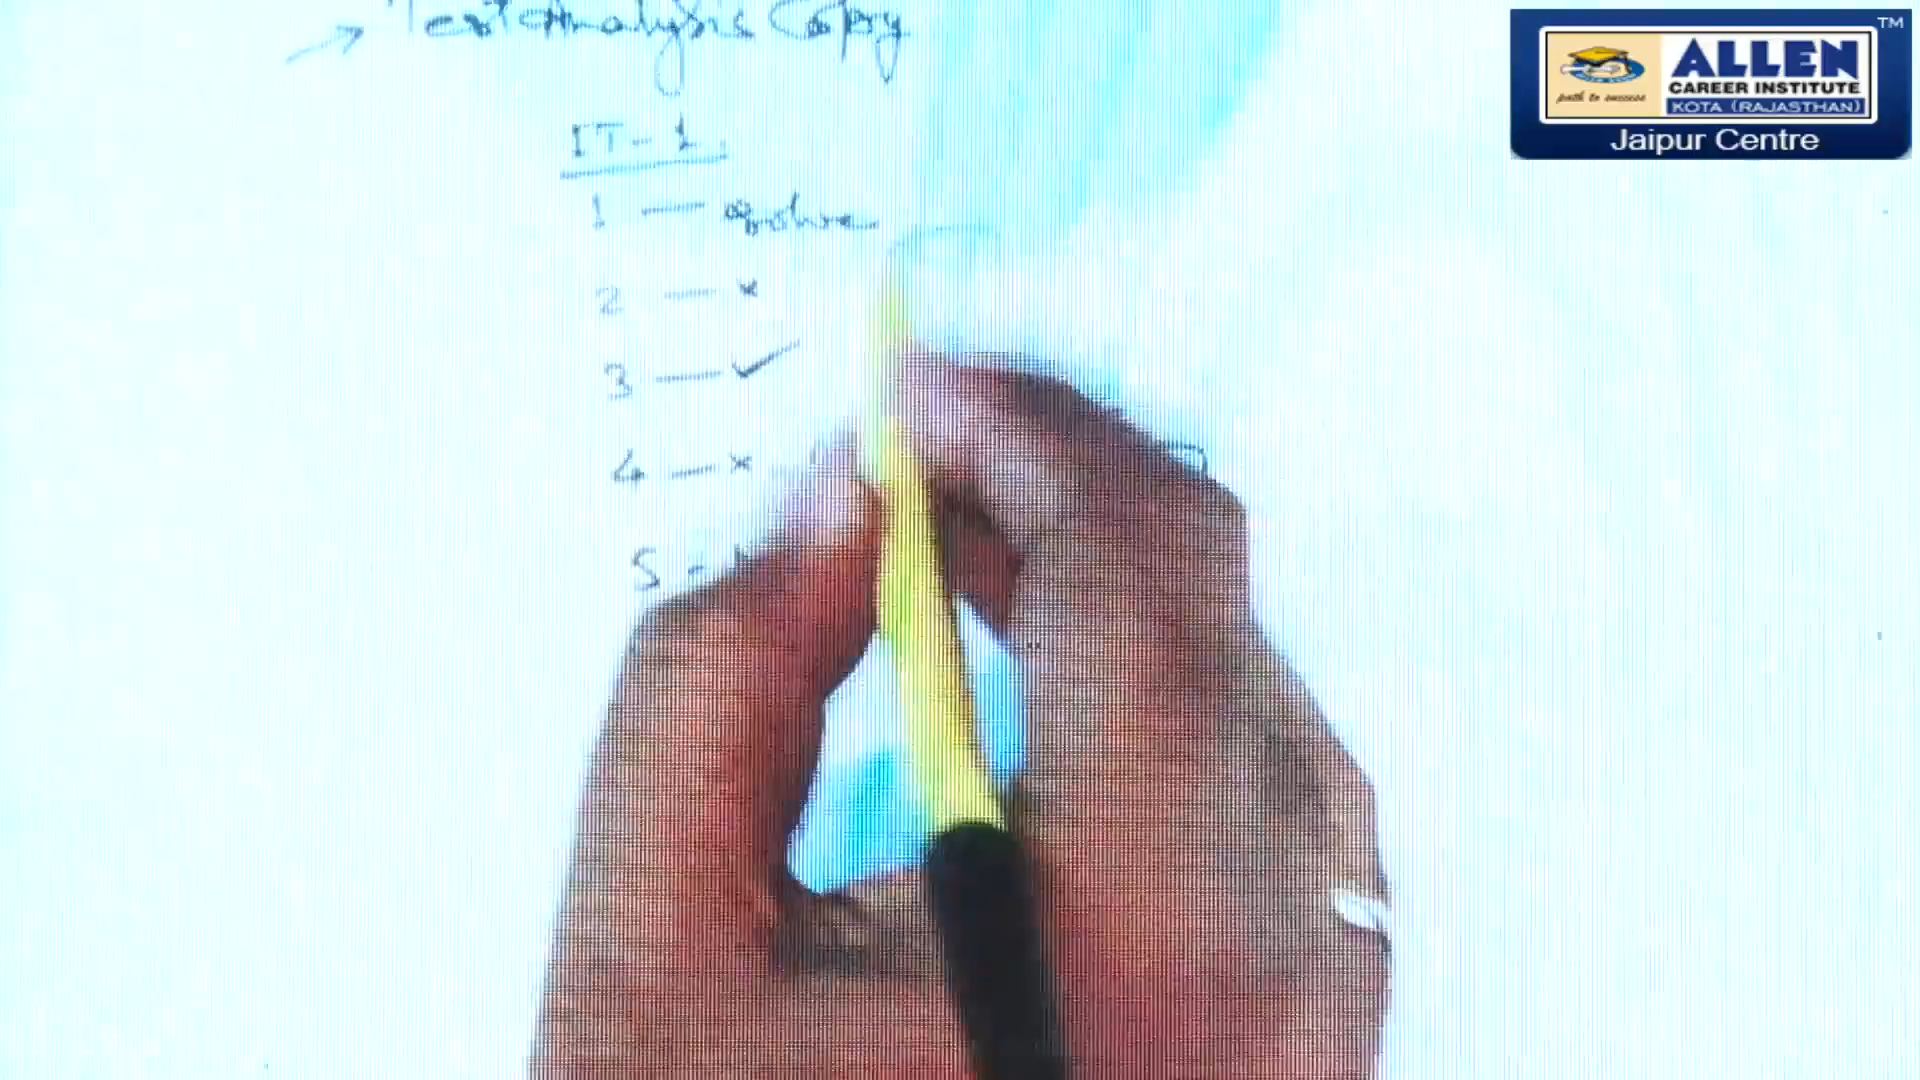 → Test Analysis Copy
IT-1
1 —
2 — ×
3 — ✓
4 — ×
5 -
ALLEN
TM
CAREER INSTITUTE
path to success
KOTA (RAJASTHAN)
Jaipur Centre